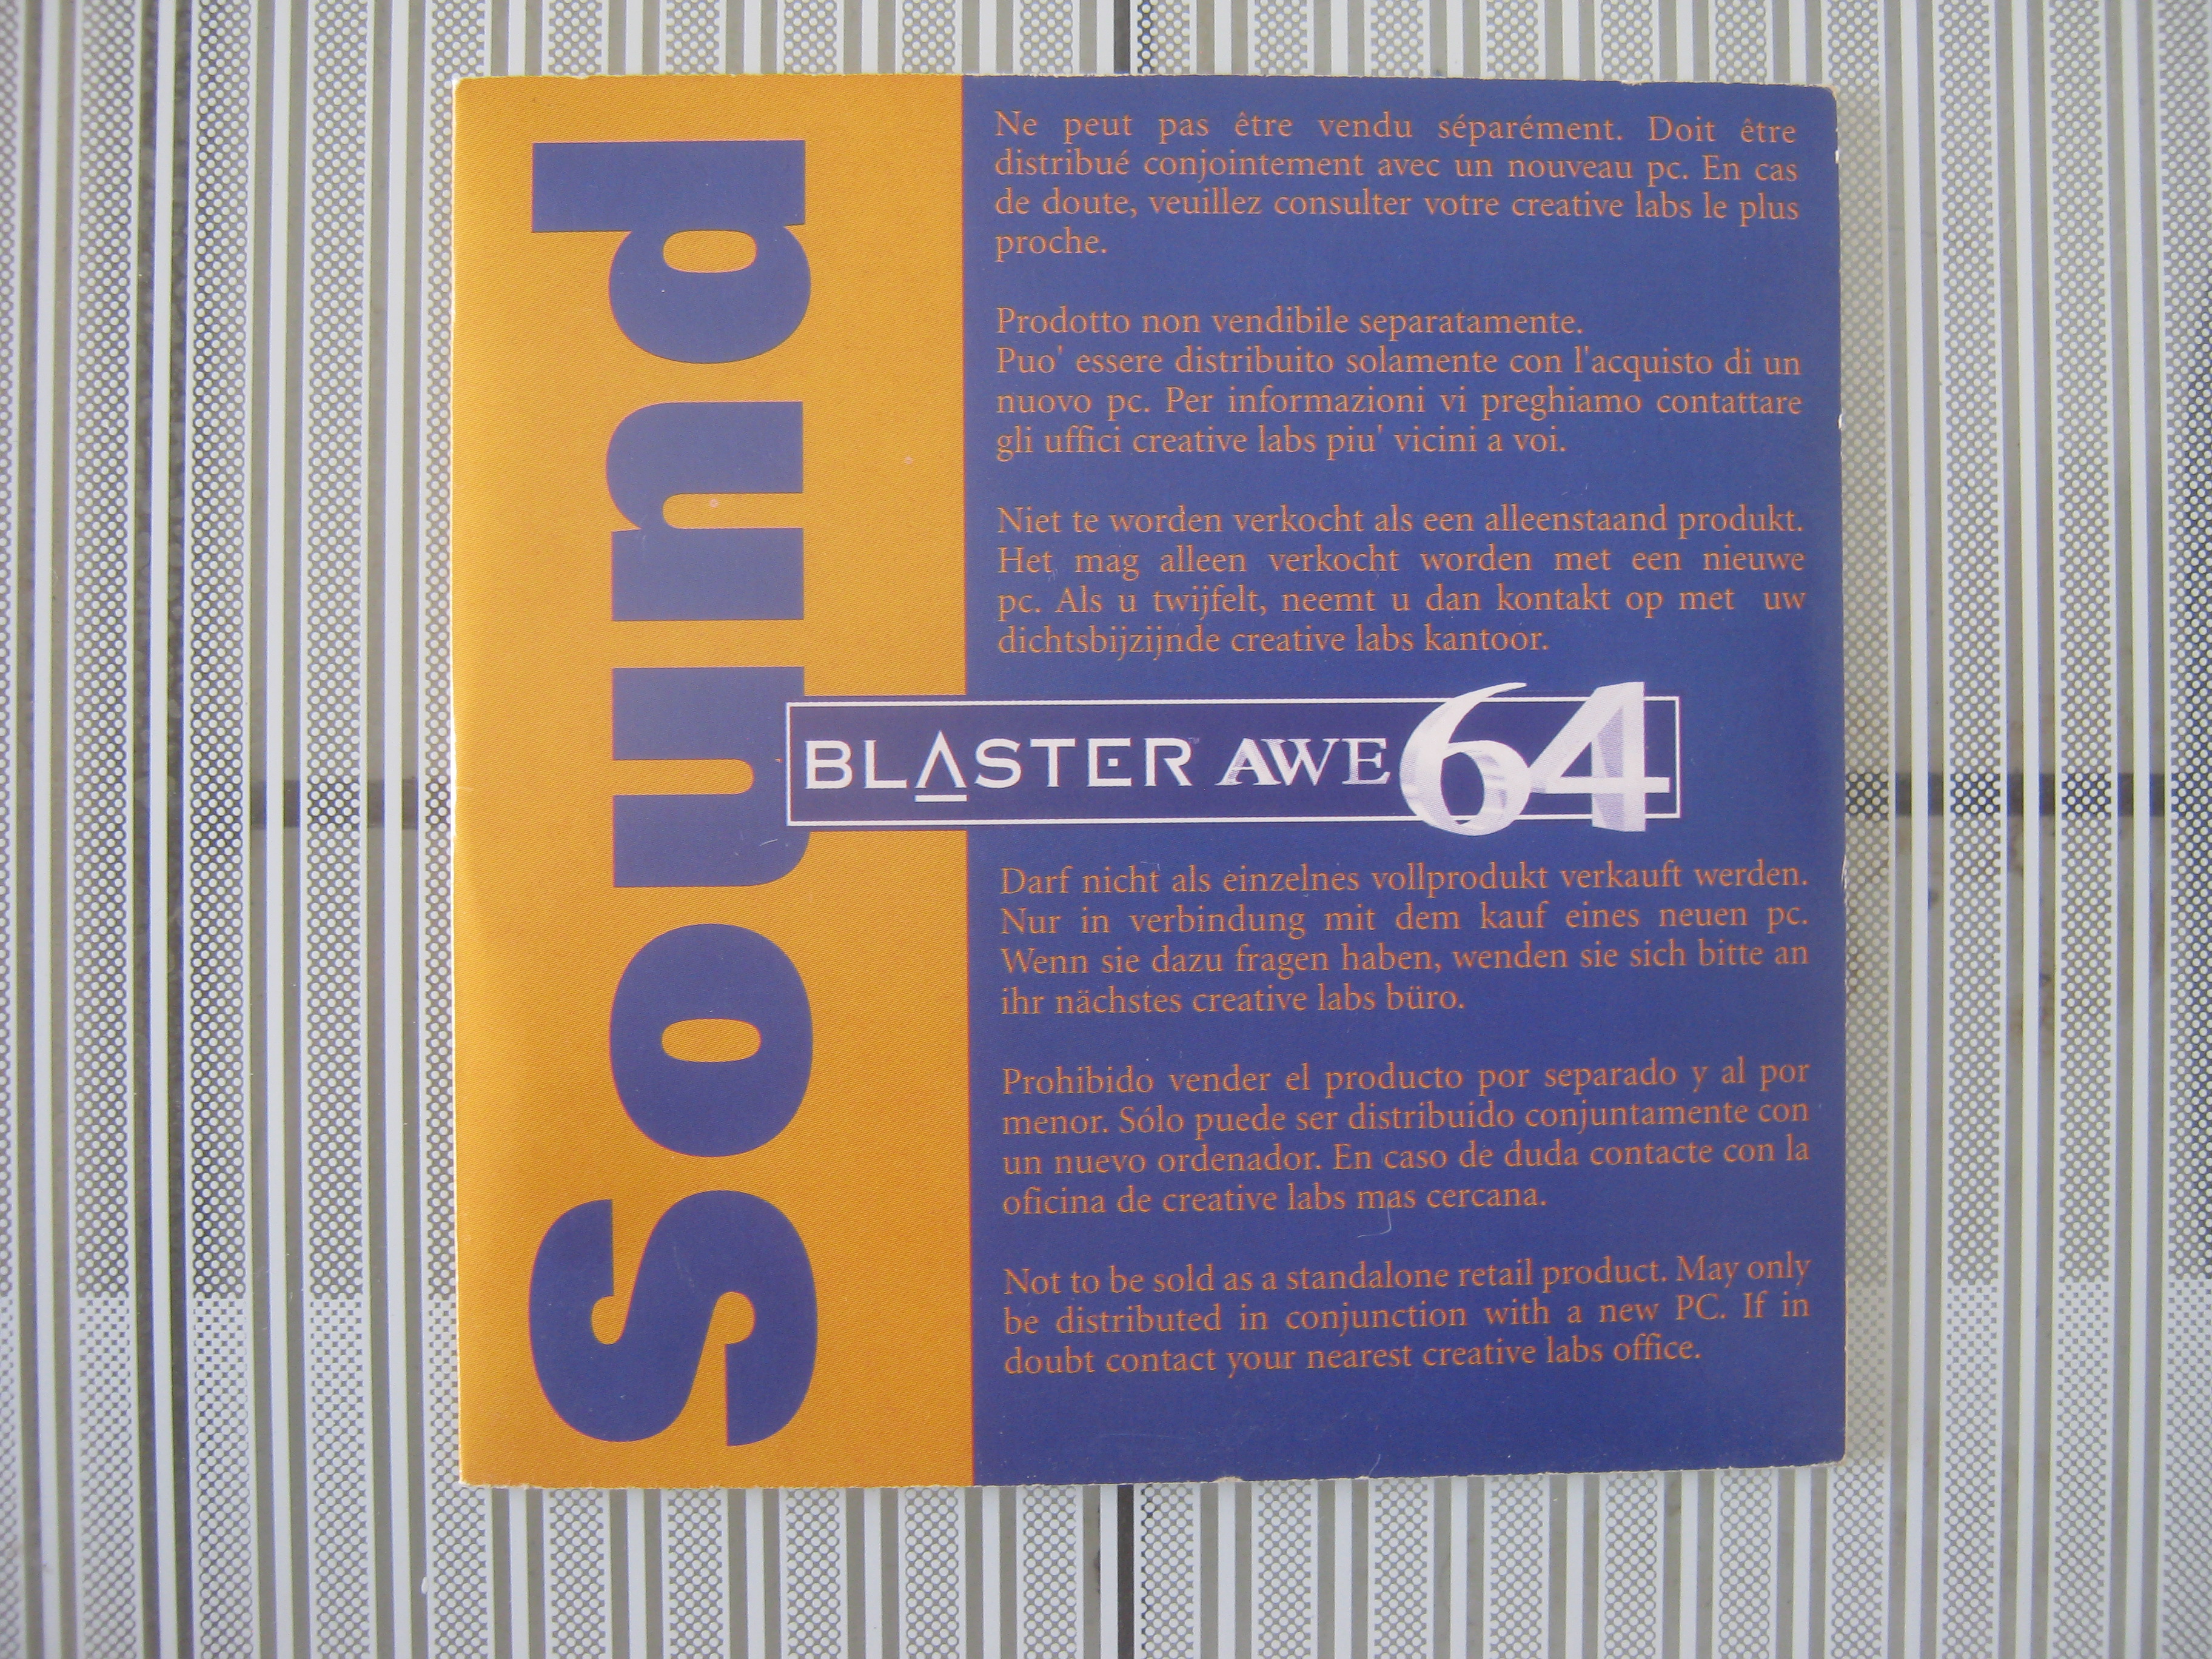 Sound
Ne peut pas être vendu séparément. Doit être
distribué conjointement avec un nouveau pc. En cas
de doute, veuillez consulter votre creative labs le plus
proche.
Prodotto non vendibile separatamente.
Puo' essere distribuito solamente con l'acquisto di un
nuovo pc. Per informazioni vi preghiamo contattare
gli uffici creative labs piu' vicini a voi.
Niet te worden verkocht als een alleenstaand produkt.
Het mag alleen verkocht worden met een nieuwe
pc. Als u twijfelt, neemt u dan kontakt op met uw
dichtsbijzijnde creative labs kantoor.
BLASTER™ AWE64
Darf nicht als einzelnes vollprodukt verkauft werden.
Nur in verbindung mit dem kauf eines neuen pc.
Wenn sie dazu fragen haben, wenden sie sich bitte an
ihr nächstes creative labs büro.
Prohibido vender el producto por separado y al por
menor. Sólo puede ser distribuido conjuntamente con
un nuevo ordenador. En caso de duda contacte con la
oficina de creative labs mas cercana.
Not to be sold as a standalone retail product. May only
be distributed in conjunction with a new PC. If in
doubt contact your nearest creative labs office.